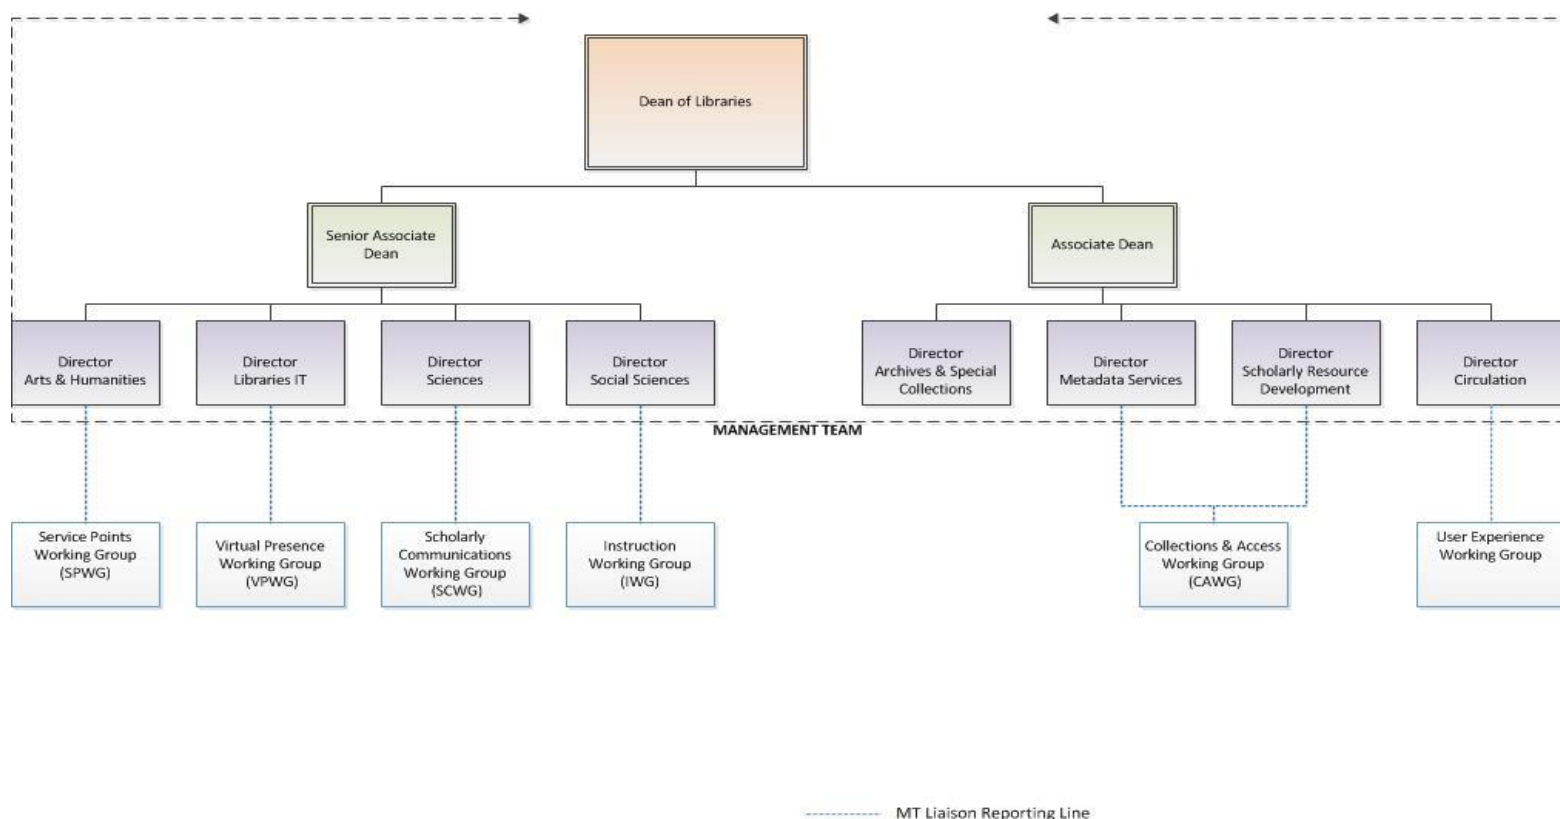 Dean of Libraries
Senior Associate
Dean
Associate Dean
Director
Arts & Humanities
Director
Libraries IT
Director
Sciences
Director
Social Sciences
Director
Archives & Special
Collections
Director
Metadata Services
Director
Scholarly Resource
Development
Director
Circulation
MANAGEMENT TEAM
Service Points
Working Group
(SPWG)
Virtual Presence
Working Group
(VPWG)
Scholarly
Communications
Working Group
(SCWG)
Instruction
Working Group
(IWG)
Collections & Access
Working Group
(CAWG)
User Experience
Working Group
MT Liaison Reporting Line